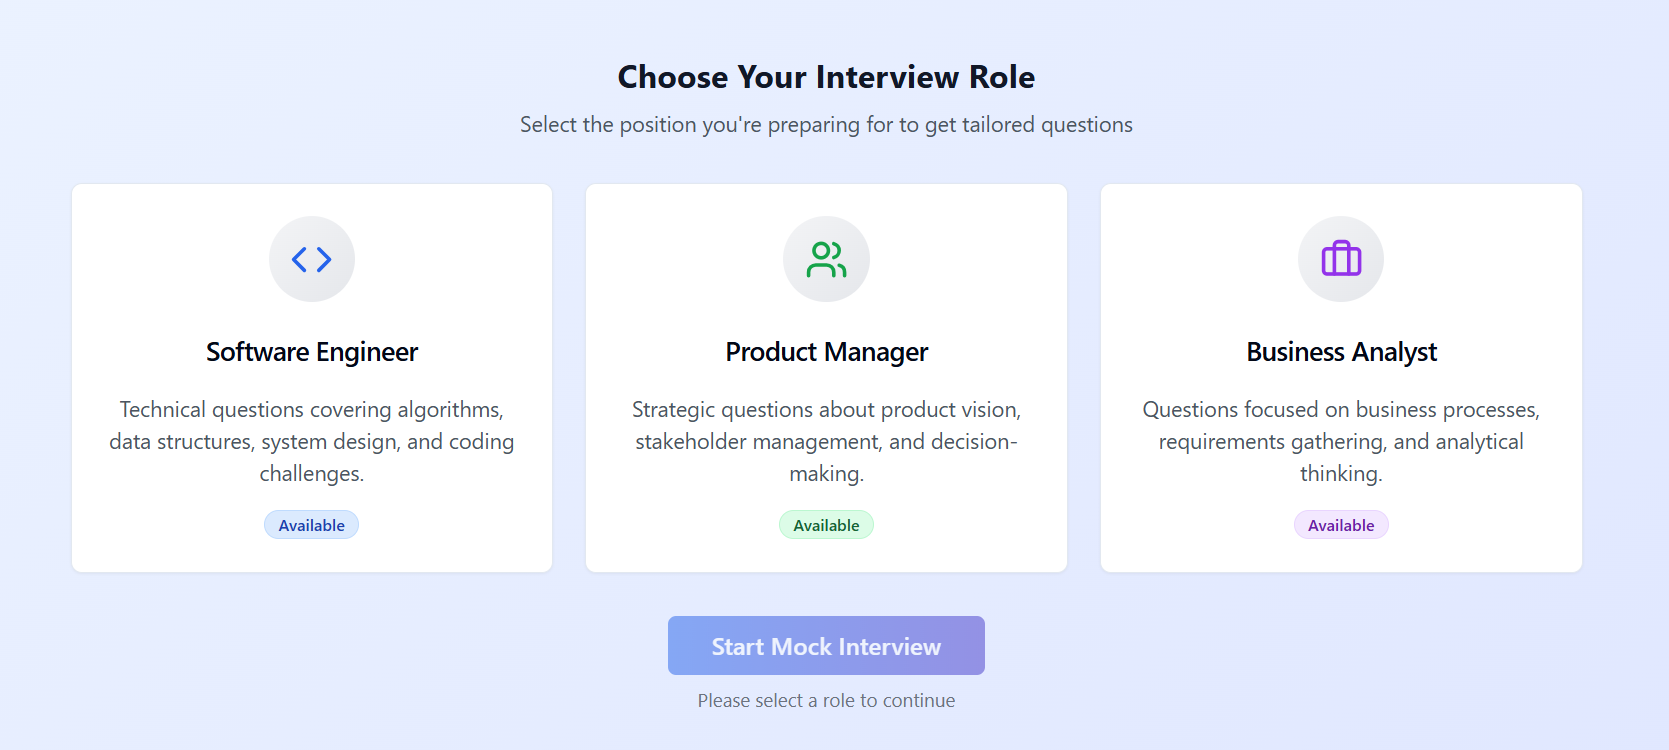 Choose Your Interview Role
Select the position you're preparing for to get tailored questions
Software Engineer
Technical questions covering algorithms,
data structures, system design, and coding
challenges.
Available
Product Manager
Strategic questions about product vision,
stakeholder management, and decision-
making.
Available
Business Analyst
Questions focused on business processes,
requirements gathering, and analytical
thinking.
Available
Start Mock Interview
Please select a role to continue